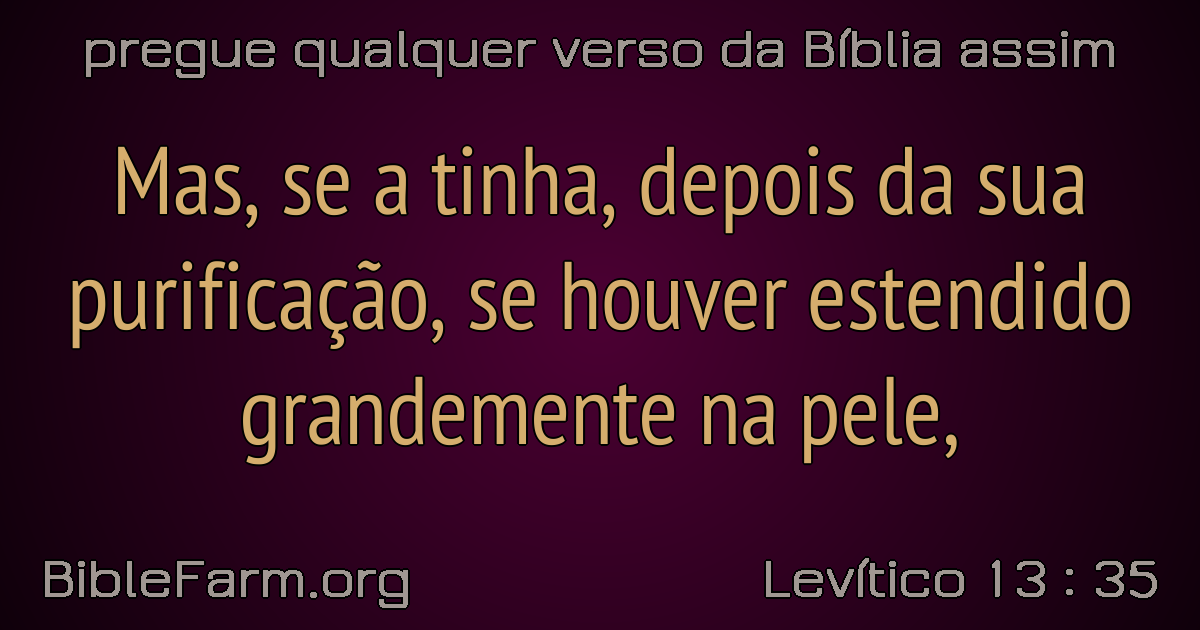 pregue qualquer verso da Bíblia assim
Mas, se a tinha, depois da sua
purificação, se houver estendido
grandemente na pele,
BibleFarm.org
Levítico 13 : 35